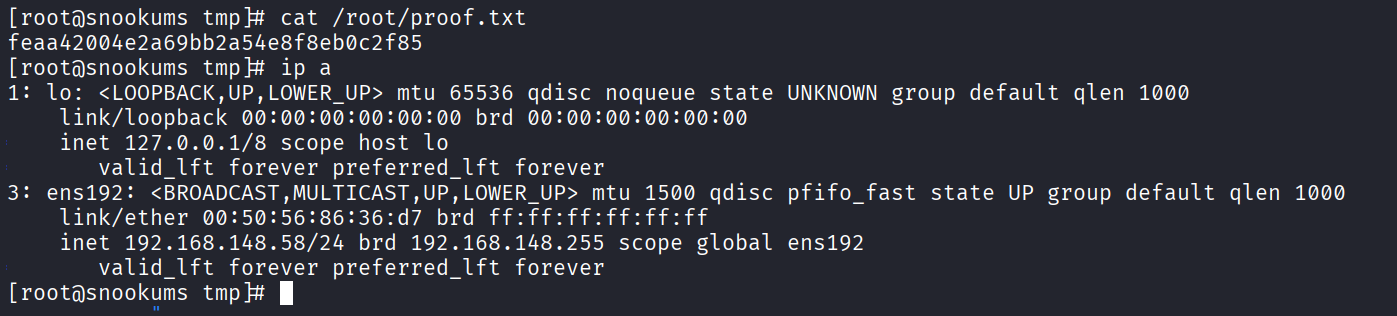 [root@snookums tmp]# cat /root/proof.txt
feaa42004e2a69bb2a54e8f8eb0c2f85
[root@snookums tmp]# ip a
1: lo: <LOOPBACK,UP,LOWER_UP> mtu 65536 qdisc noqueue state UNKNOWN group default qlen 1000
    link/loopback 00:00:00:00:00:00 brd 00:00:00:00:00:00
    inet 127.0.0.1/8 scope host lo
       valid_lft forever preferred_lft forever
3: ens192: <BROADCAST,MULTICAST,UP,LOWER_UP> mtu 1500 qdisc pfifo_fast state UP group default qlen 1000
    link/ether 00:50:56:86:36:d7 brd ff:ff:ff:ff:ff:ff
    inet 192.168.148.58/24 brd 192.168.148.255 scope global ens192
       valid_lft forever preferred_lft forever
[root@snookums tmp]#